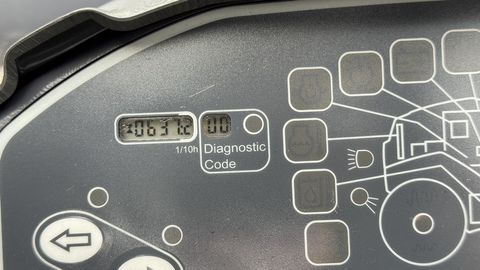 00
1/10h
Diagnostic
Code